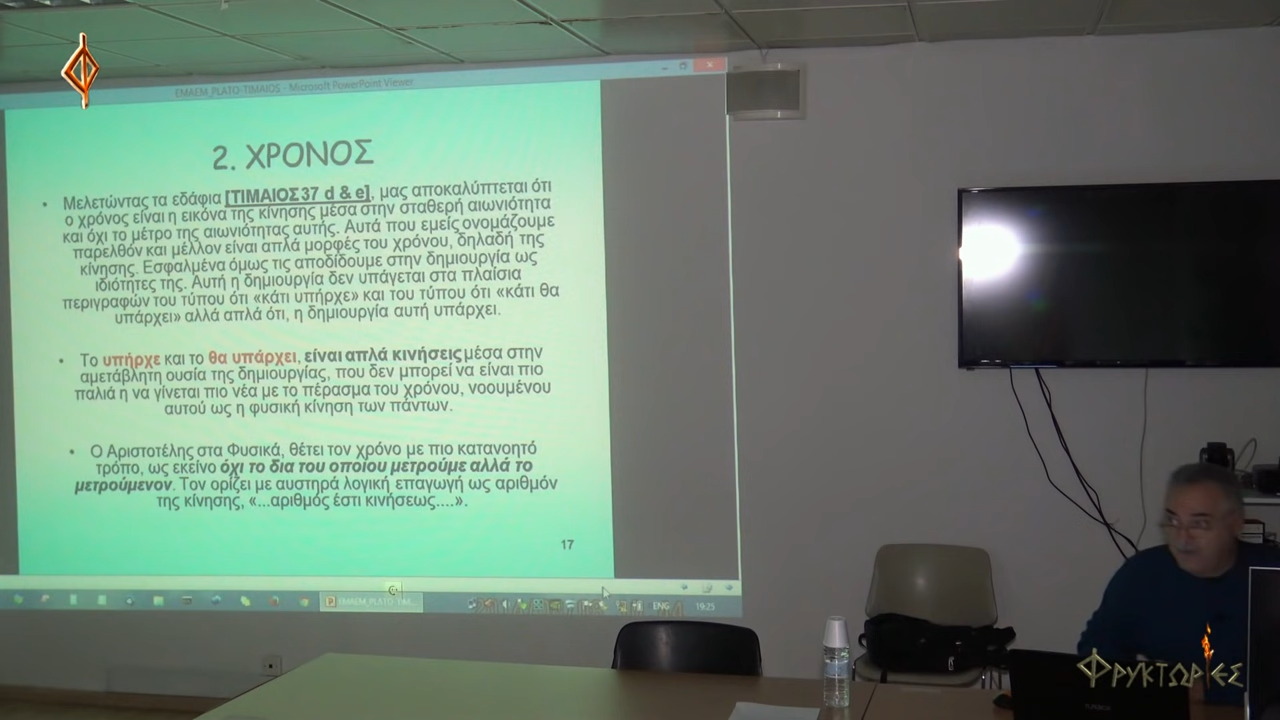 EMAEM_PLATO-TIMAIOS - Microsoft PowerPoint Viewer
2. ΧΡΟΝΟΣ
• Μελετώντας τα εδάφια [ΤΙΜΑΙΟΣ 37 d & e], μας αποκαλύπτεται ότι
ο χρόνος είναι η εικόνα της κίνησης μέσα στην σταθερή αιωνιότητα
και όχι το μέτρο της αιωνιότητας αυτής. Αυτά που εμείς ονομάζουμε
παρελθόν και μέλλον είναι απλά μορφές του χρόνου, δηλαδή της
κίνησης. Εσφαλμένα όμως τις αποδίδουμε στην δημιουργία ως
ιδιότητες της. Αυτή η δημιουργία δεν υπάγεται στα πλαίσια
περιγραφών του τύπου ότι «κάτι υπήρχε» και του τύπου ότι «κάτι θα
υπάρχει» αλλά απλά ότι, η δημιουργία αυτή υπάρχει.
• Το υπήρχε και το θα υπάρχει, είναι απλά κινήσεις μέσα στην
αμετάβλητη ουσία της δημιουργίας, που δεν μπορεί να είναι πιο
παλιά η να γίνεται πιο νέα με το πέρασμα του χρόνου, νοουμένου
αυτού ως η φυσική κίνηση των πάντων.
• Ο Αριστοτέλης στα Φυσικά, θέτει τον χρόνο με πιο κατανοητό
τρόπο, ως εκείνο όχι το δια του οποίου μετρούμε αλλά το
μετρούμενον. Τον ορίζει με αυστηρά λογική επαγωγή ως αριθμόν
της κίνησης, «...αριθμός έστι κινήσεως....».
17
EMAEM_PLATO-TIM...
ENG
19:25
ΦΡΥΚΤΩΡΙΕΣ